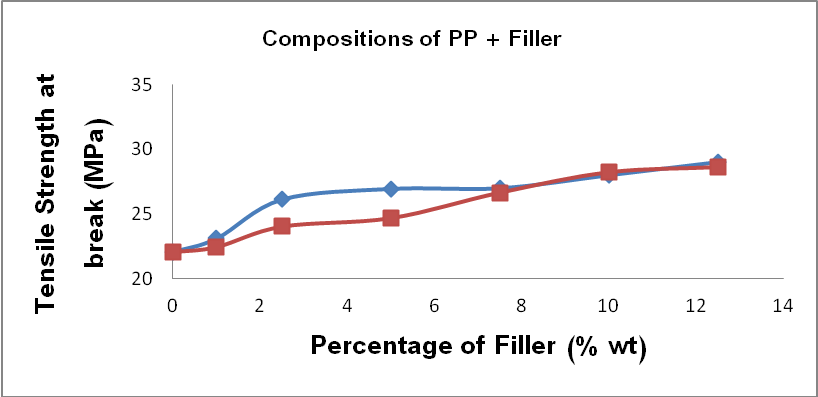 Compositions of PP + Filler
Tensile Strength at
break (MPa)
35
30
25
20
0 2 4 6 8 10 12 14
Percentage of Filler (% wt)